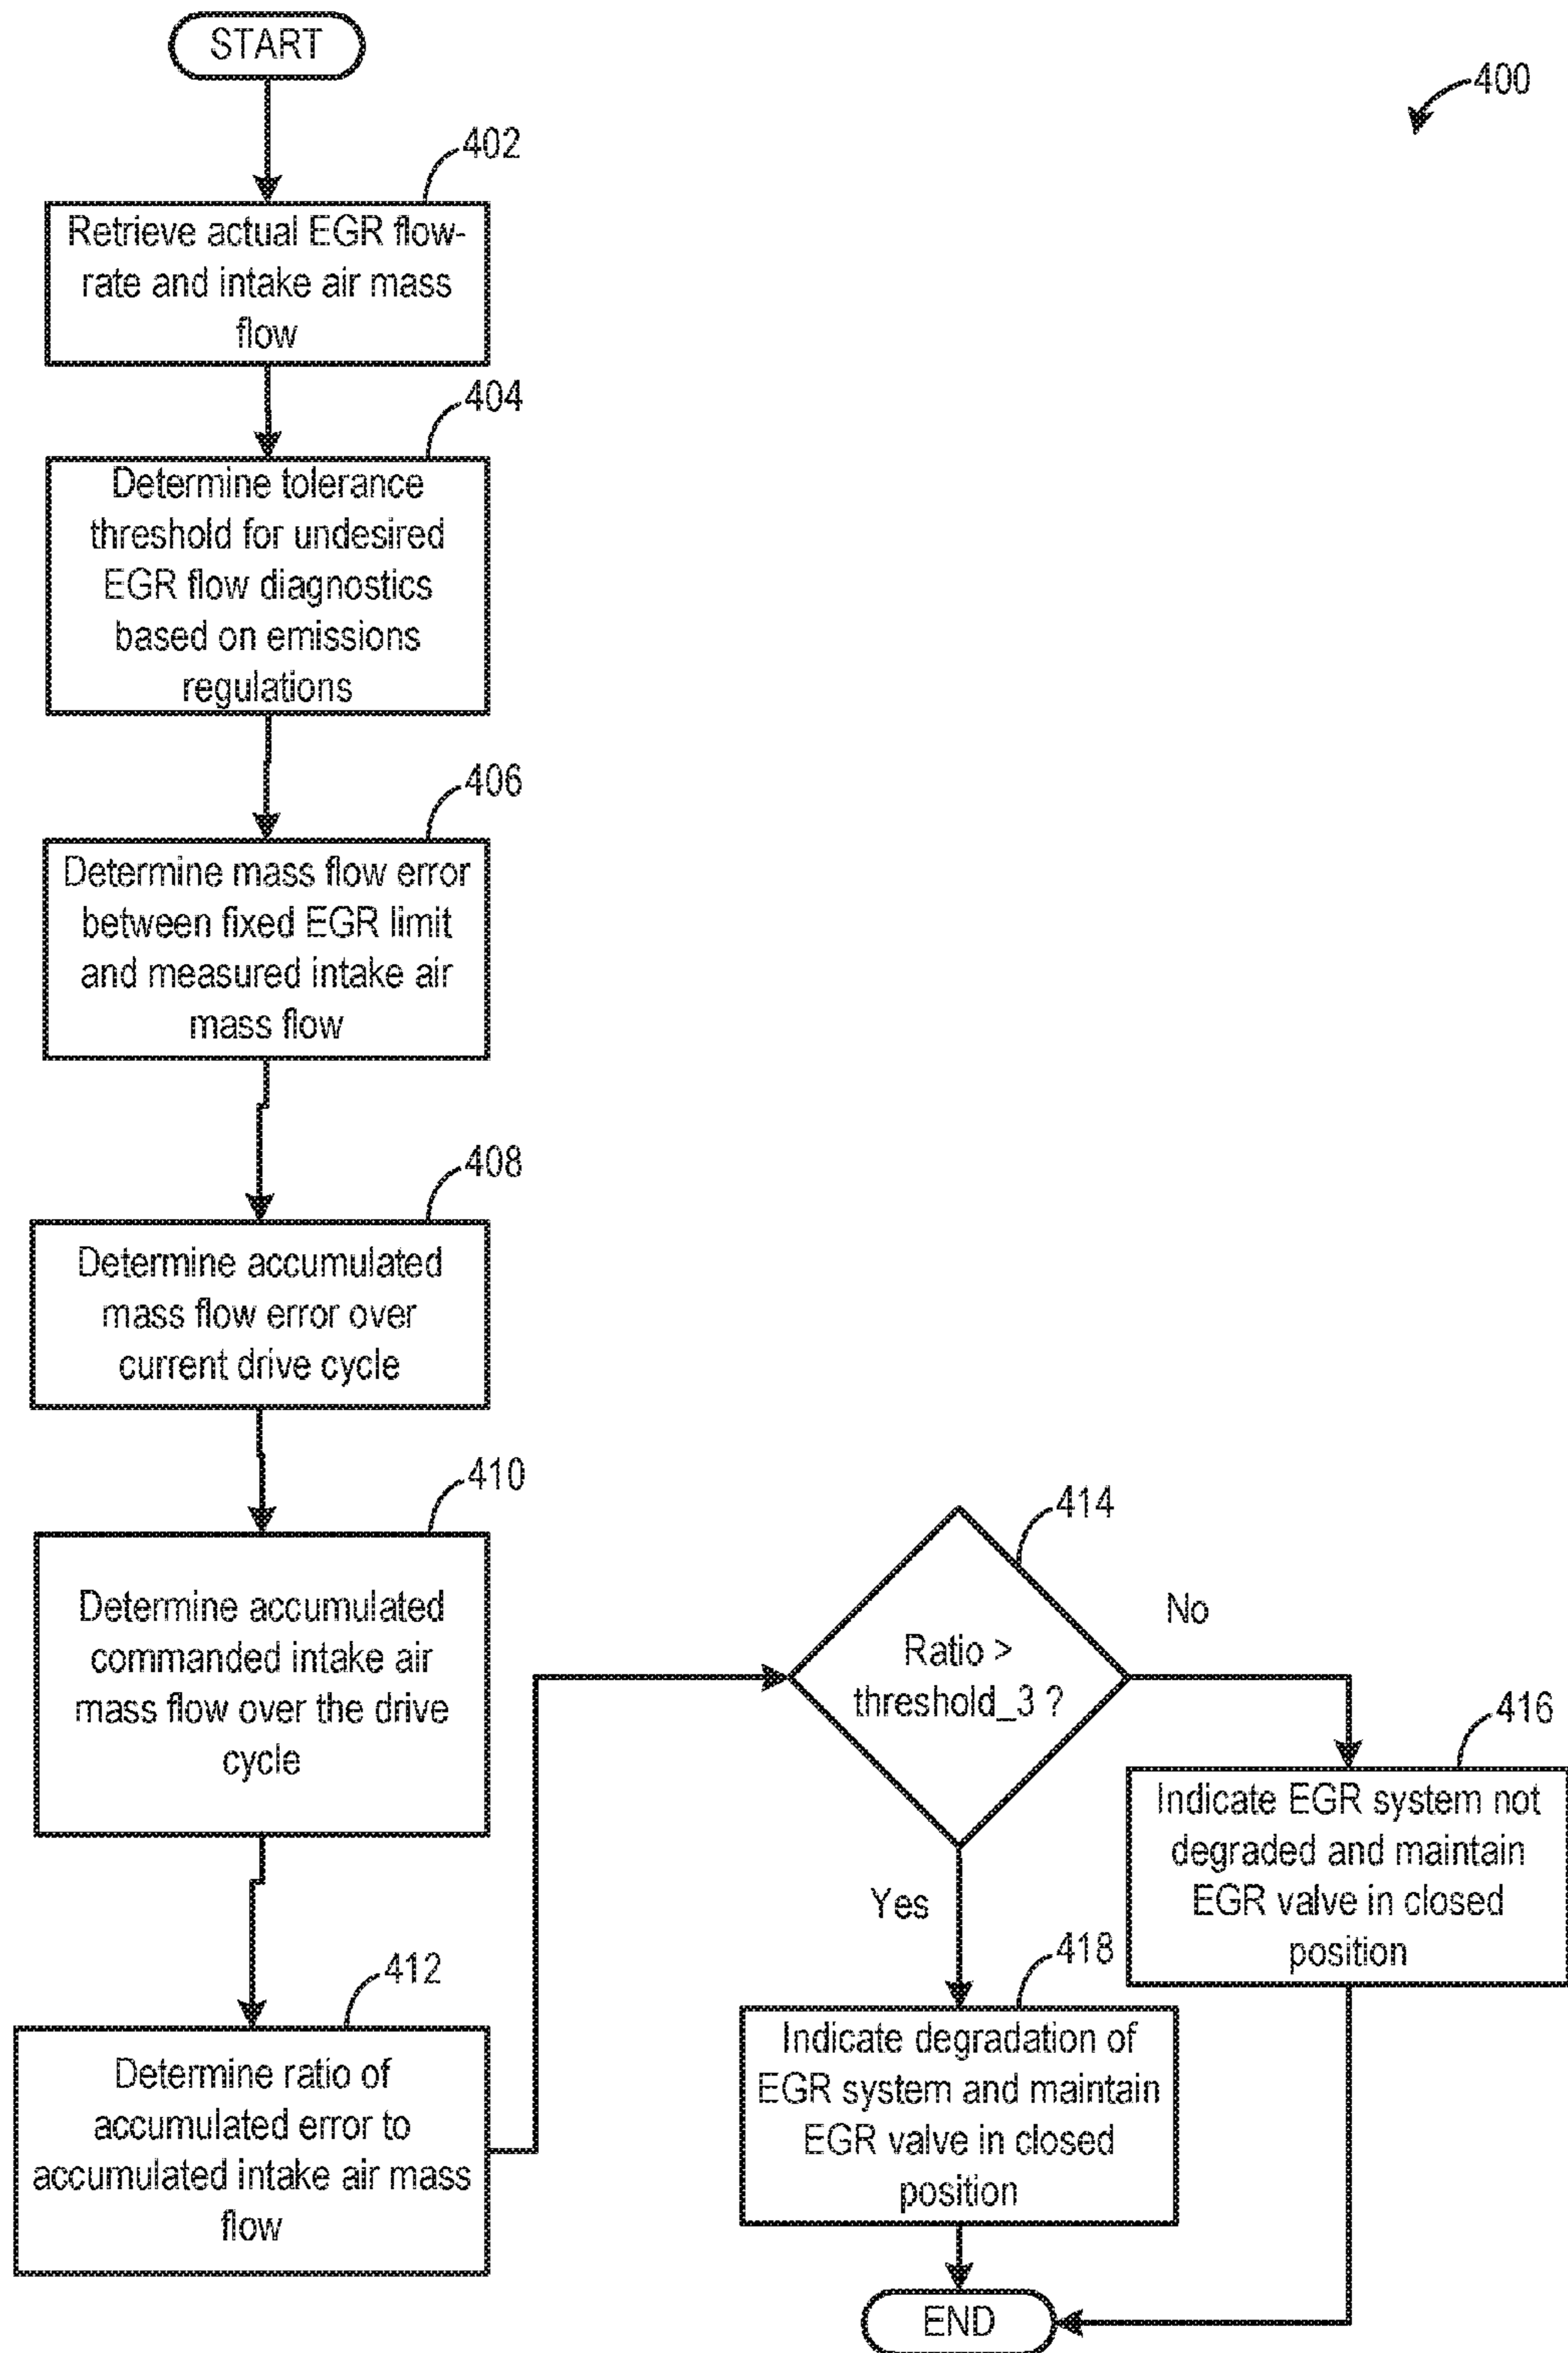 START
400
402
Retrieve actual EGR flow-
rate and intake air mass
flow
404
Determine tolerance
threshold for undesired
EGR flow diagnostics
based on emissions
regulations
406
Determine mass flow error
between fixed EGR limit
and measured intake air
mass flow
408
Determine accumulated
mass flow error over
current drive cycle
410
Determine accumulated
commanded intake air
mass flow over the drive
cycle
412
Determine ratio of
accumulated error to
accumulated intake air mass
flow
414
Ratio >
threshold_3 ?
No
416
Indicate EGR system not
degraded and maintain
EGR valve in closed
position
Yes
418
Indicate degradation of
EGR system and maintain
EGR valve in closed
position
END